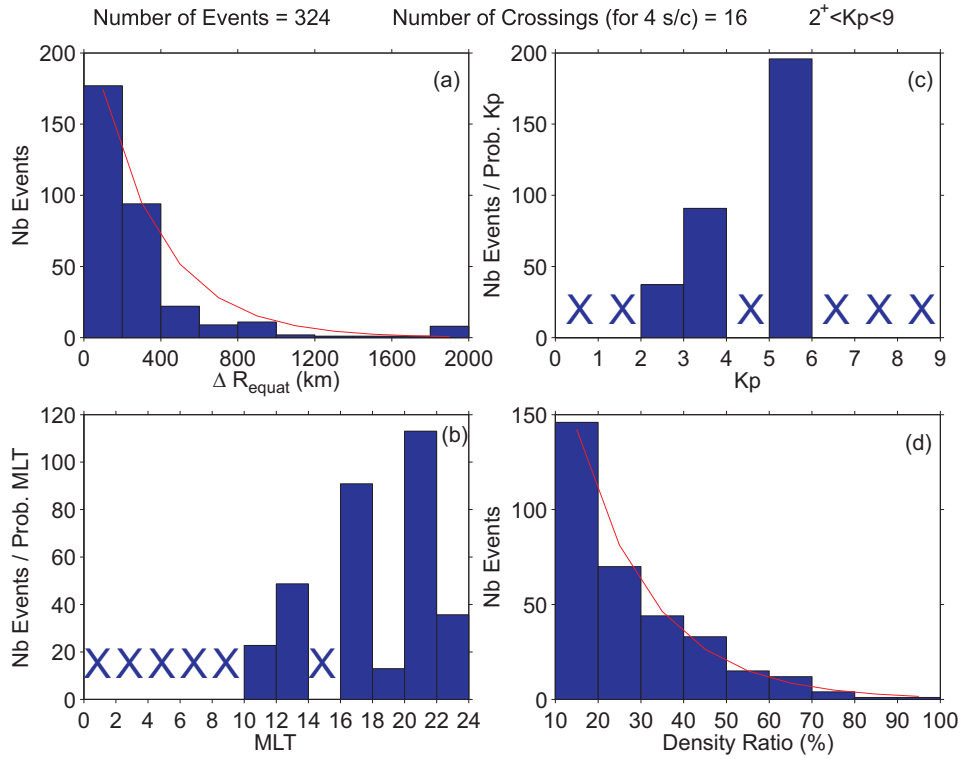 Number of Events = 324 Number of Crossings (for 4 s/c) = 16 2+<Kp<9
(a)
Nb Events
200
150
100
50
0
0 400 800 1200 1600 2000
Δ Requat (km)
(c)
Nb Events / Prob. Kp
200
150
100
50
0
X X X X X X
0 1 2 3 4 5 6 7 8 9
Kp
(b)
Nb Events / Prob. MLT
120
100
80
60
40
20
0
X X X X X X
0 2 4 6 8 10 12 14 16 18 20 22 24
MLT
(d)
Nb Events
150
100
50
0
10 20 30 40 50 60 70 80 90 100
Density Ratio (%)